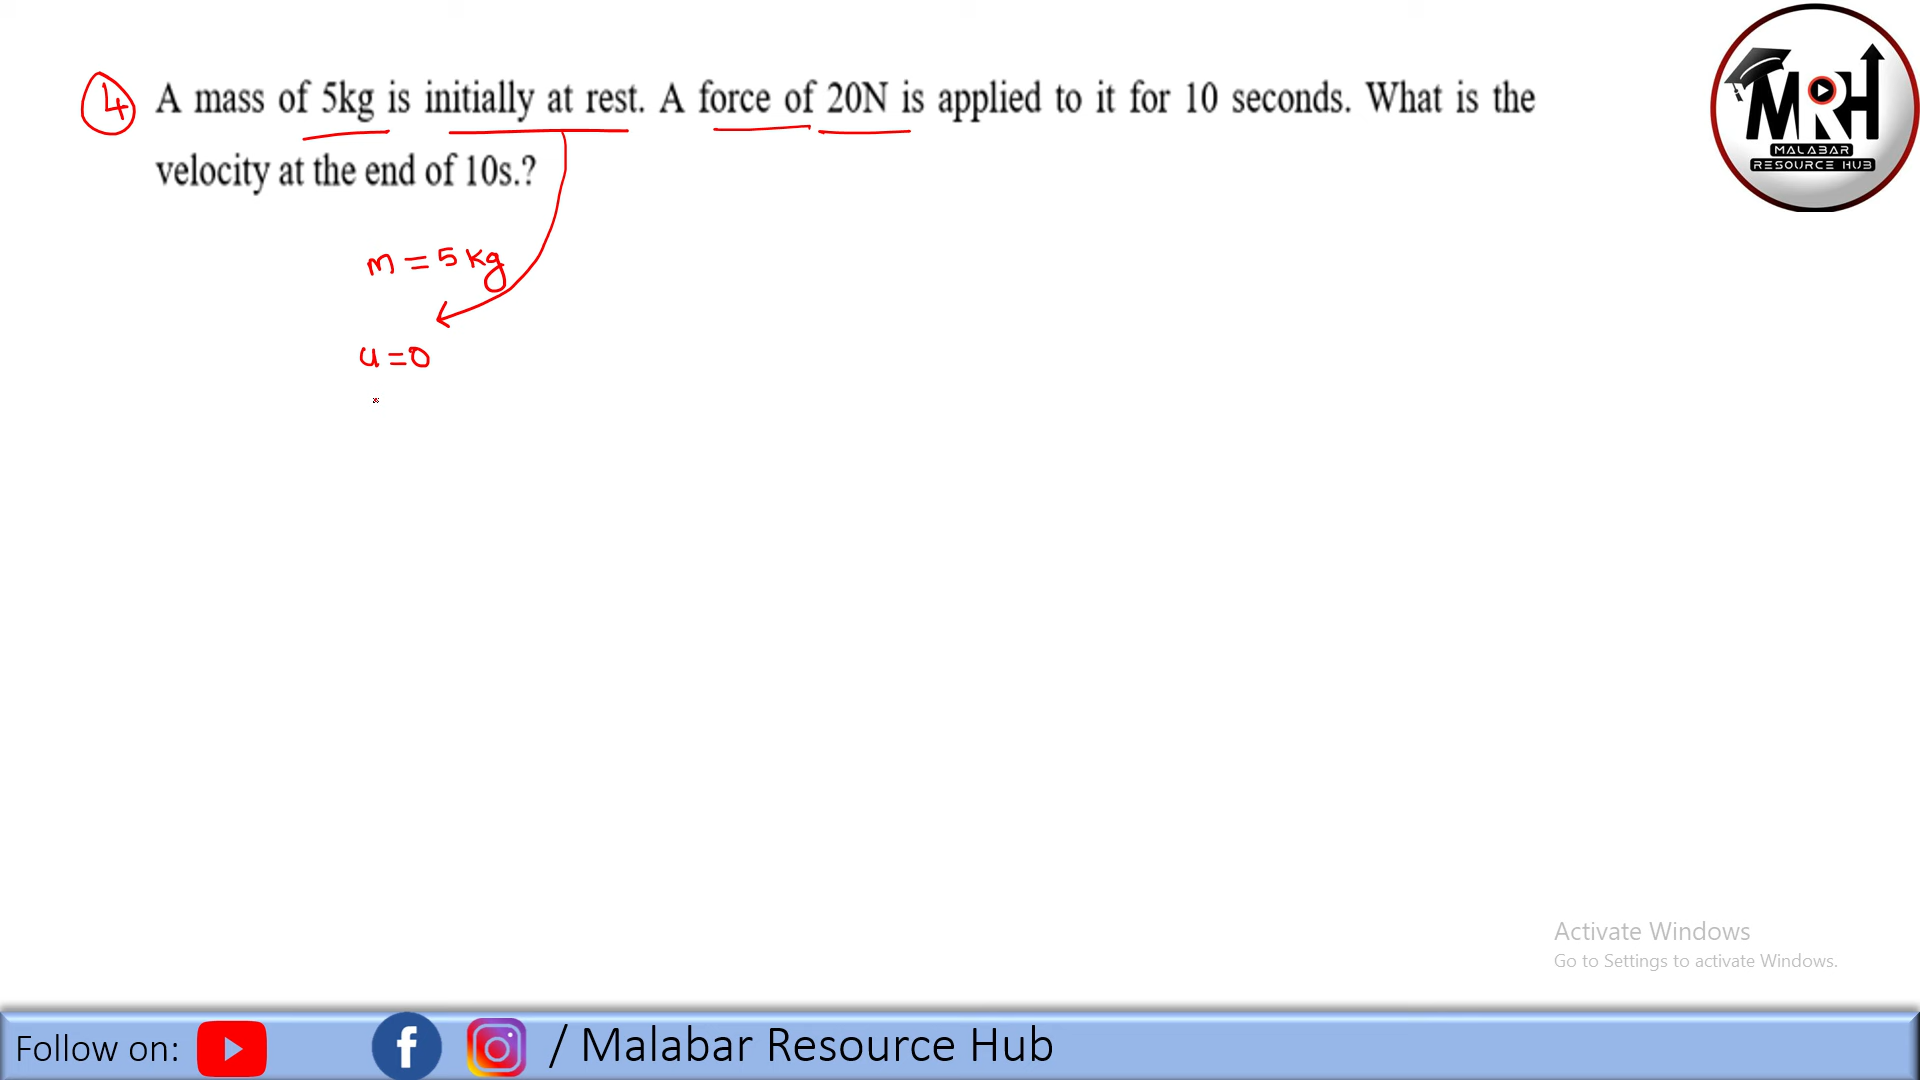 4 A mass of 5kg is initially at rest. A force of 20N is applied to it for 10 seconds. What is the
velocity at the end of 10s.?
m = 5 kg
u = 0
MRH
MALABAR
RESOURCE HUB
Activate Windows
Go to Settings to activate Windows.
Follow on: f / Malabar Resource Hub